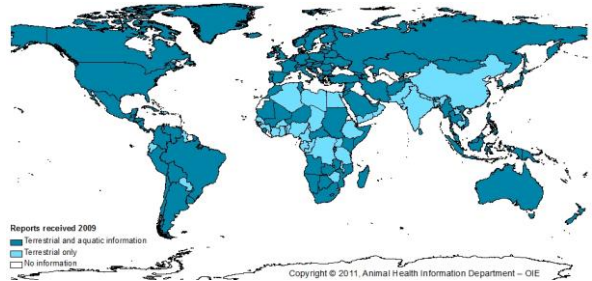 Reports received 2009
Terrestrial and aquatic information
Terrestrial only
No information
Copyright © 2011, Animal Health Information Department – OIE